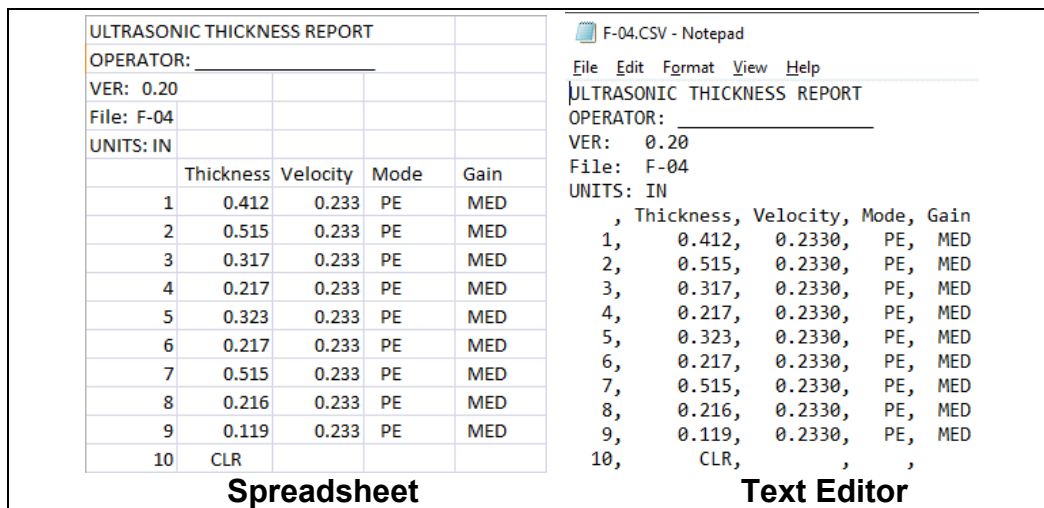 ULTRASONIC THICKNESS REPORT
OPERATOR: ___________________
VER: 0.20
File: F-04
UNITS: IN
Thickness Velocity Mode Gain
1 0.412 0.233 PE MED
2 0.515 0.233 PE MED
3 0.317 0.233 PE MED
4 0.217 0.233 PE MED
5 0.323 0.233 PE MED
6 0.217 0.233 PE MED
7 0.515 0.233 PE MED
8 0.216 0.233 PE MED
9 0.119 0.233 PE MED
10 CLR
Spreadsheet
F-04.CSV - Notepad
File Edit Format View Help
ULTRASONIC THICKNESS REPORT
OPERATOR: ___________________
VER: 0.20
File: F-04
UNITS: IN
, Thickness, Velocity, Mode, Gain
1, 0.412, 0.2330, PE, MED
2, 0.515, 0.2330, PE, MED
3, 0.317, 0.2330, PE, MED
4, 0.217, 0.2330, PE, MED
5, 0.323, 0.2330, PE, MED
6, 0.217, 0.2330, PE, MED
7, 0.515, 0.2330, PE, MED
8, 0.216, 0.2330, PE, MED
9, 0.119, 0.2330, PE, MED
10, CLR, , ,
Text Editor